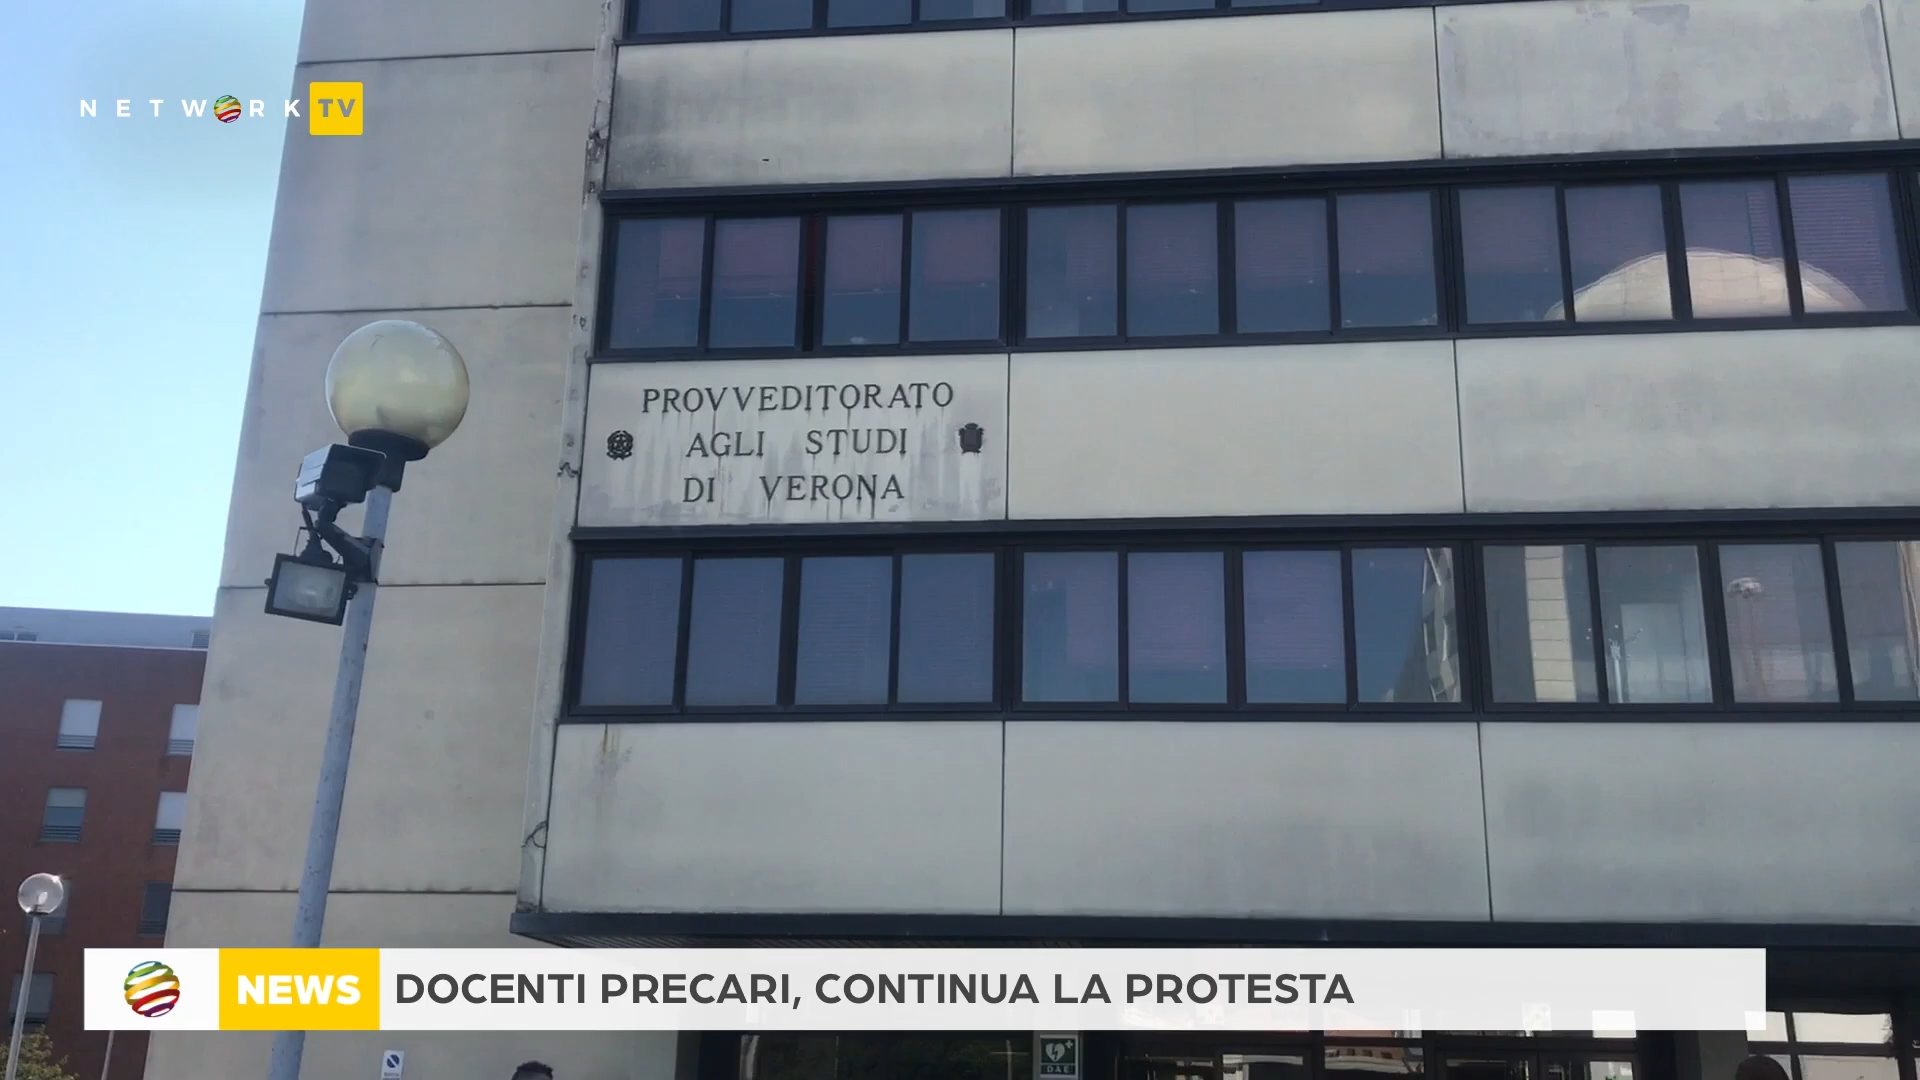 NETWORK TV
PROVVEDITORATO
AGLI STUDI
DI VERONA
NEWS DOCENTI PRECARI, CONTINUA LA PROTESTA
DAE